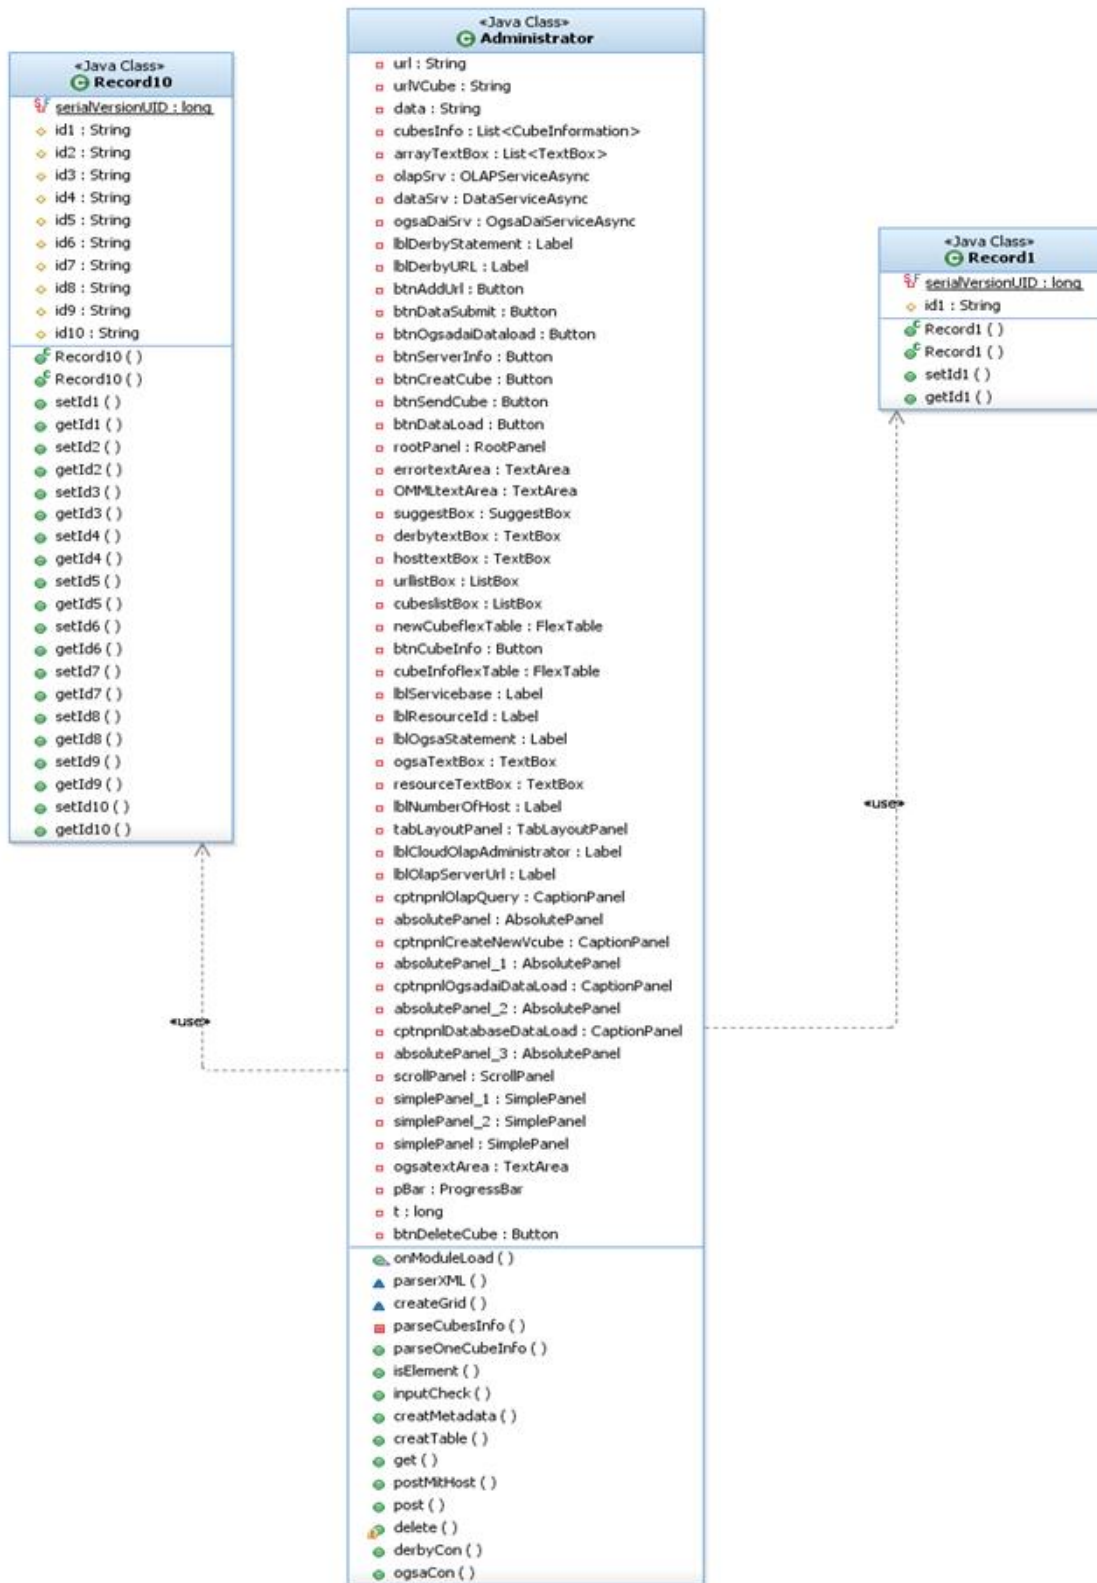 «Java Class»
Record10
serialVersionUID : long
id1 : String
id2 : String
id3 : String
id4 : String
id5 : String
id6 : String
id7 : String
id8 : String
id9 : String
id10 : String
Record10 ( )
Record10 ( )
setId1 ( )
getId1 ( )
setId2 ( )
getId2 ( )
setId3 ( )
getId3 ( )
setId4 ( )
getId4 ( )
setId5 ( )
getId5 ( )
setId6 ( )
getId6 ( )
setId7 ( )
getId7 ( )
setId8 ( )
getId8 ( )
setId9 ( )
getId9 ( )
setId10 ( )
getId10 ( )
«use»
«Java Class»
Administrator
url : String
urlVCube : String
data : String
cubesInfo : List<CubeInformation>
arrayTextBox : List<TextBox>
olapSrv : OLAPServiceAsync
dataSrv : DataServiceAsync
ogsaDaiSrv : OgsaDaiServiceAsync
lblDerbyStatement : Label
lblDerbyURL : Label
btnAddUrl : Button
btnDataSubmit : Button
btnOgsadaiDataload : Button
btnServerInfo : Button
btnCreatCube : Button
btnSendCube : Button
btnDataLoad : Button
rootPanel : RootPanel
errortextArea : TextArea
OMMLtextArea : TextArea
suggestBox : SuggestBox
derbytextBox : TextBox
hosttextBox : TextBox
urllistBox : ListBox
cubeslistBox : ListBox
newCubeflexTable : FlexTable
btnCubeInfo : Button
cubeInfoflexTable : FlexTable
lblServicebase : Label
lblResourceId : Label
lblOgsaStatement : Label
ogsaTextBox : TextBox
resourceTextBox : TextBox
lblNumberOfHost : Label
tabLayoutPanel : TabLayoutPanel
lblCloudOlapAdministrator : Label
lblOlapServerUrl : Label
cptnpnlOlapQuery : CaptionPanel
absolutePanel : AbsolutePanel
cptnpnlCreateNewVcube : CaptionPanel
absolutePanel_1 : AbsolutePanel
cptnpnlOgsadaiDataLoad : CaptionPanel
absolutePanel_2 : AbsolutePanel
cptnpnlDatabaseDataLoad : CaptionPanel
absolutePanel_3 : AbsolutePanel
scrollPanel : ScrollPanel
simplePanel_1 : SimplePanel
simplePanel_2 : SimplePanel
simplePanel : SimplePanel
ogsatextArea : TextArea
pBar : ProgressBar
t : long
btnDeleteCube : Button
onModuleLoad ( )
parserXML ( )
createGrid ( )
parseCubesInfo ( )
parseOneCubeInfo ( )
isElement ( )
inputCheck ( )
creatMetadata ( )
creatTable ( )
get ( )
postMitHost ( )
post ( )
delete ( )
derbyCon ( )
ogsaCon ( )
«Java Class»
Record1
serialVersionUID : long
id1 : String
Record1 ( )
Record1 ( )
setId1 ( )
getId1 ( )
«use»